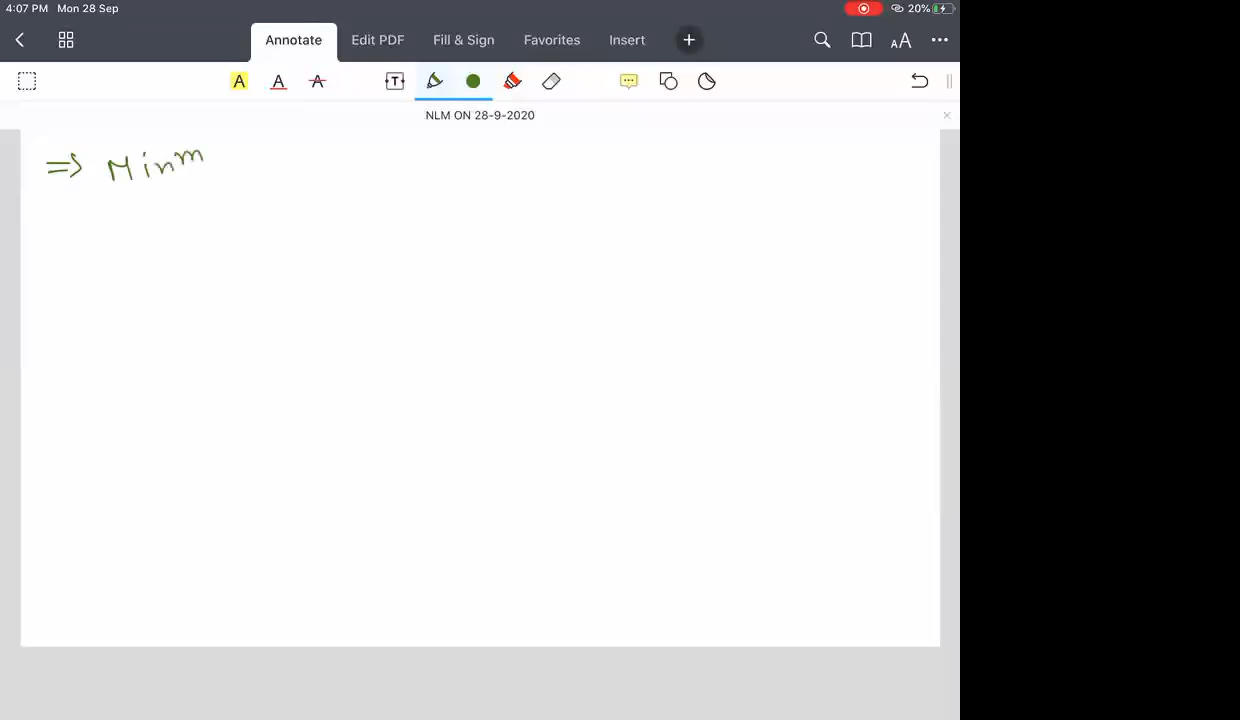 4:07 PM Mon 28 Sep 20%
Annotate Edit PDF Fill & Sign Favorites Insert
A A A T AA
NLM ON 28-9-2020
⇒ Minᵐ